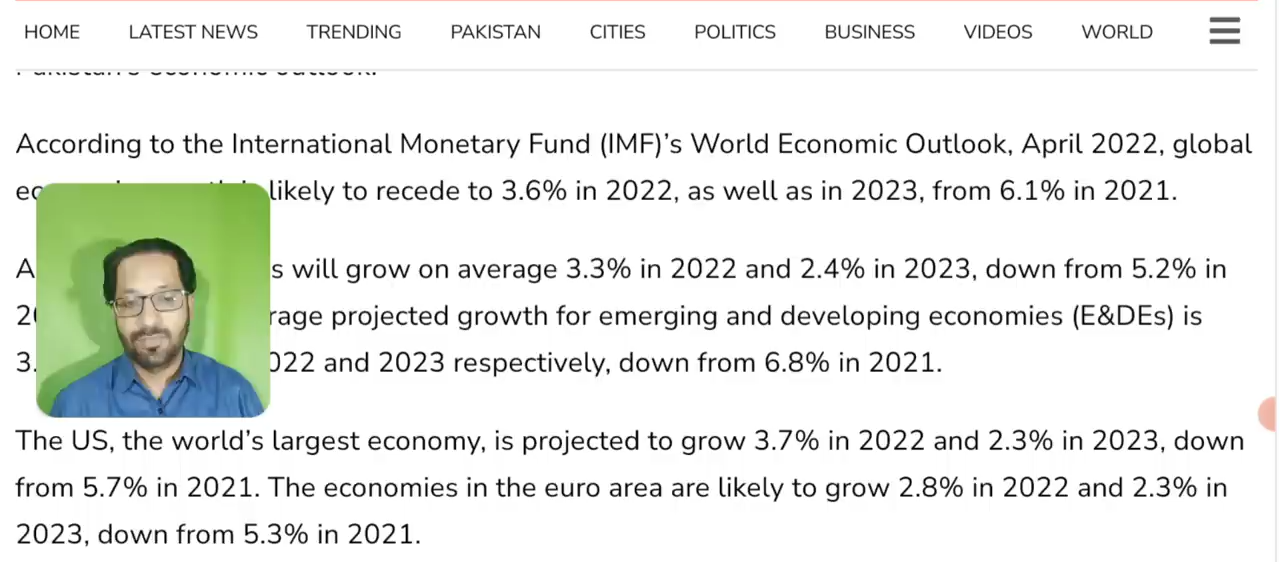 HOME LATEST NEWS TRENDING PAKISTAN CITIES POLITICS BUSINESS VIDEOS WORLD
According to the International Monetary Fund (IMF)’s World Economic Outlook, April 2022, global
likely to recede to 3.6% in 2022, as well as in 2023, from 6.1% in 2021.
will grow on average 3.3% in 2022 and 2.4% in 2023, down from 5.2% in
projected growth for emerging and developing economies (E&DEs) is
and 2023 respectively, down from 6.8% in 2021.
The US, the world’s largest economy, is projected to grow 3.7% in 2022 and 2.3% in 2023, down
from 5.7% in 2021. The economies in the euro area are likely to grow 2.8% in 2022 and 2.3% in
2023, down from 5.3% in 2021.